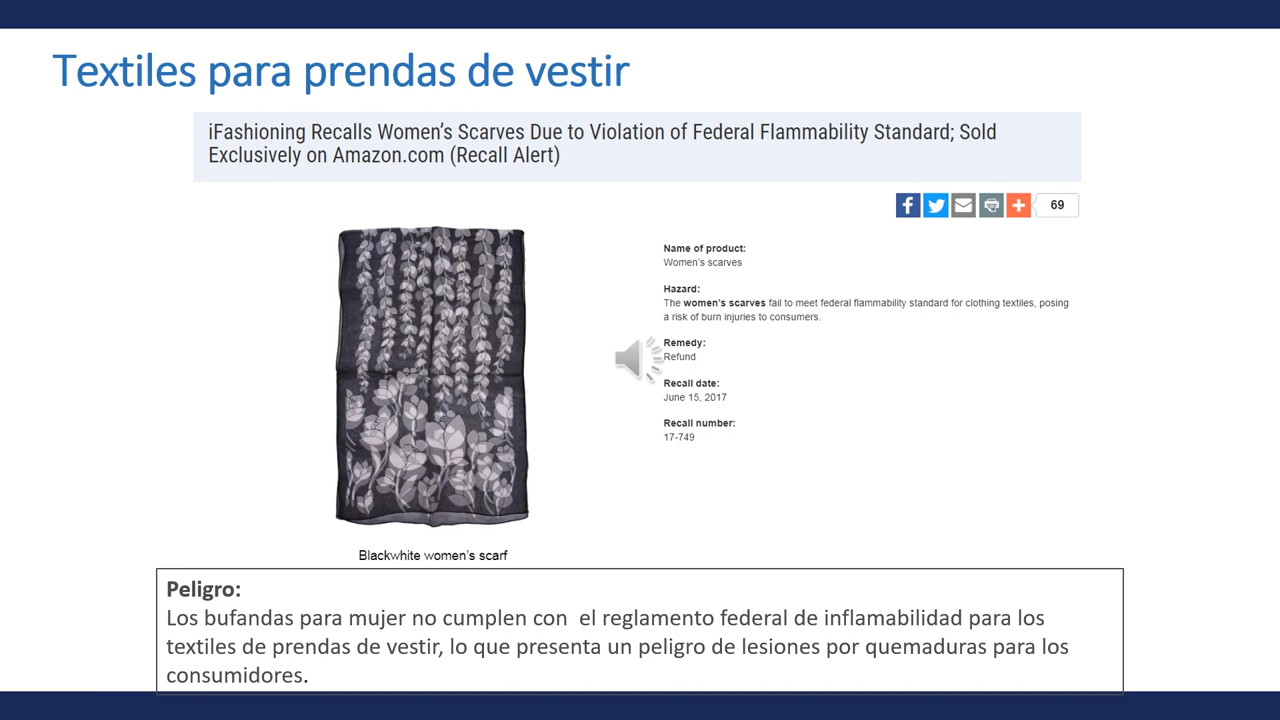 Textiles para prendas de vestir
iFashioning Recalls Women's Scarves Due to Violation of Federal Flammability Standard; Sold
Exclusively on Amazon.com (Recall Alert)
69
Name of product:
Women's scarves
Hazard:
The women's scarves fail to meet federal flammability standard for clothing textiles, posing
a risk of burn injuries to consumers.
Remedy:
Refund
Recall date:
June 15, 2017
Recall number:
17-749
Blackwhite women's scarf
Peligro:
Los bufandas para mujer no cumplen con  el reglamento federal de inflamabilidad para los
textiles de prendas de vestir, lo que presenta un peligro de lesiones por quemaduras para los
consumidores.